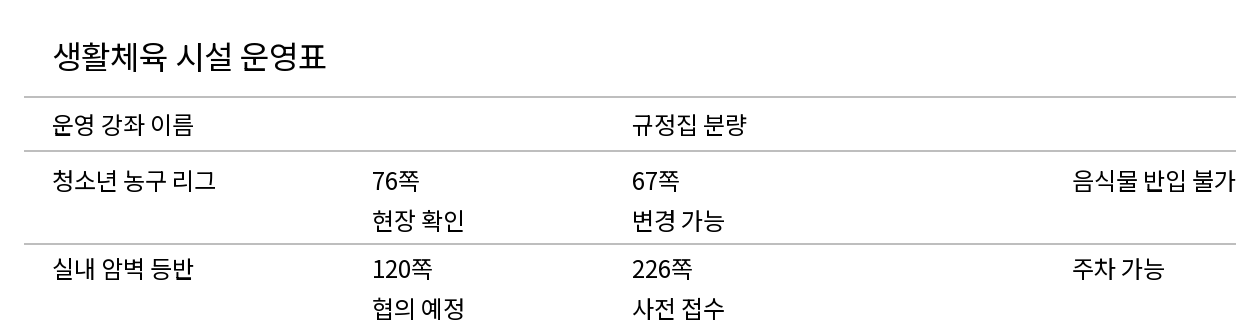 생활체육 시설 운영표
운영 강좌 이름 규정집 분량
청소년 농구 리그 76쪽 67쪽 음식물 반입 불가
현장 확인 변경 가능
실내 암벽 등반 120쪽 226쪽 주차 가능
협의 예정 사전 접수